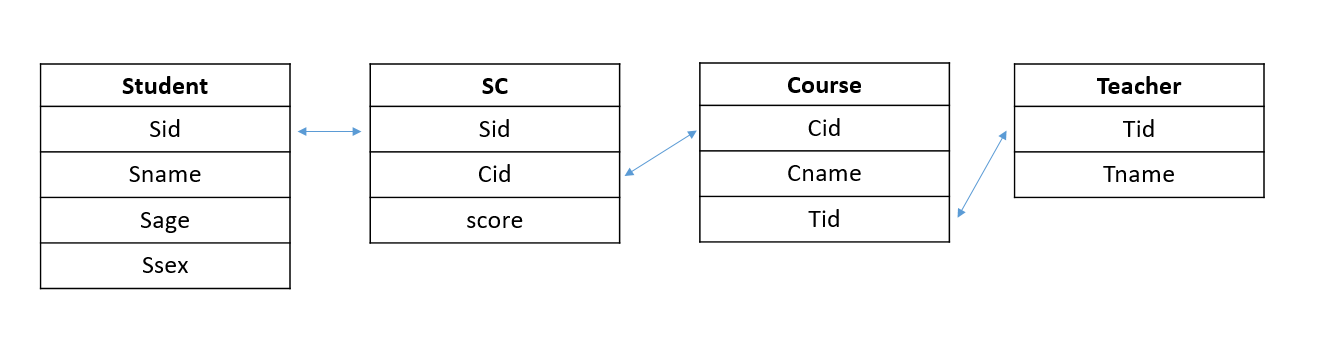 Student
Sid
Sname
Sage
Ssex
SC
Sid
Cid
score
Course
Cid
Cname
Tid
Teacher
Tid
Tname